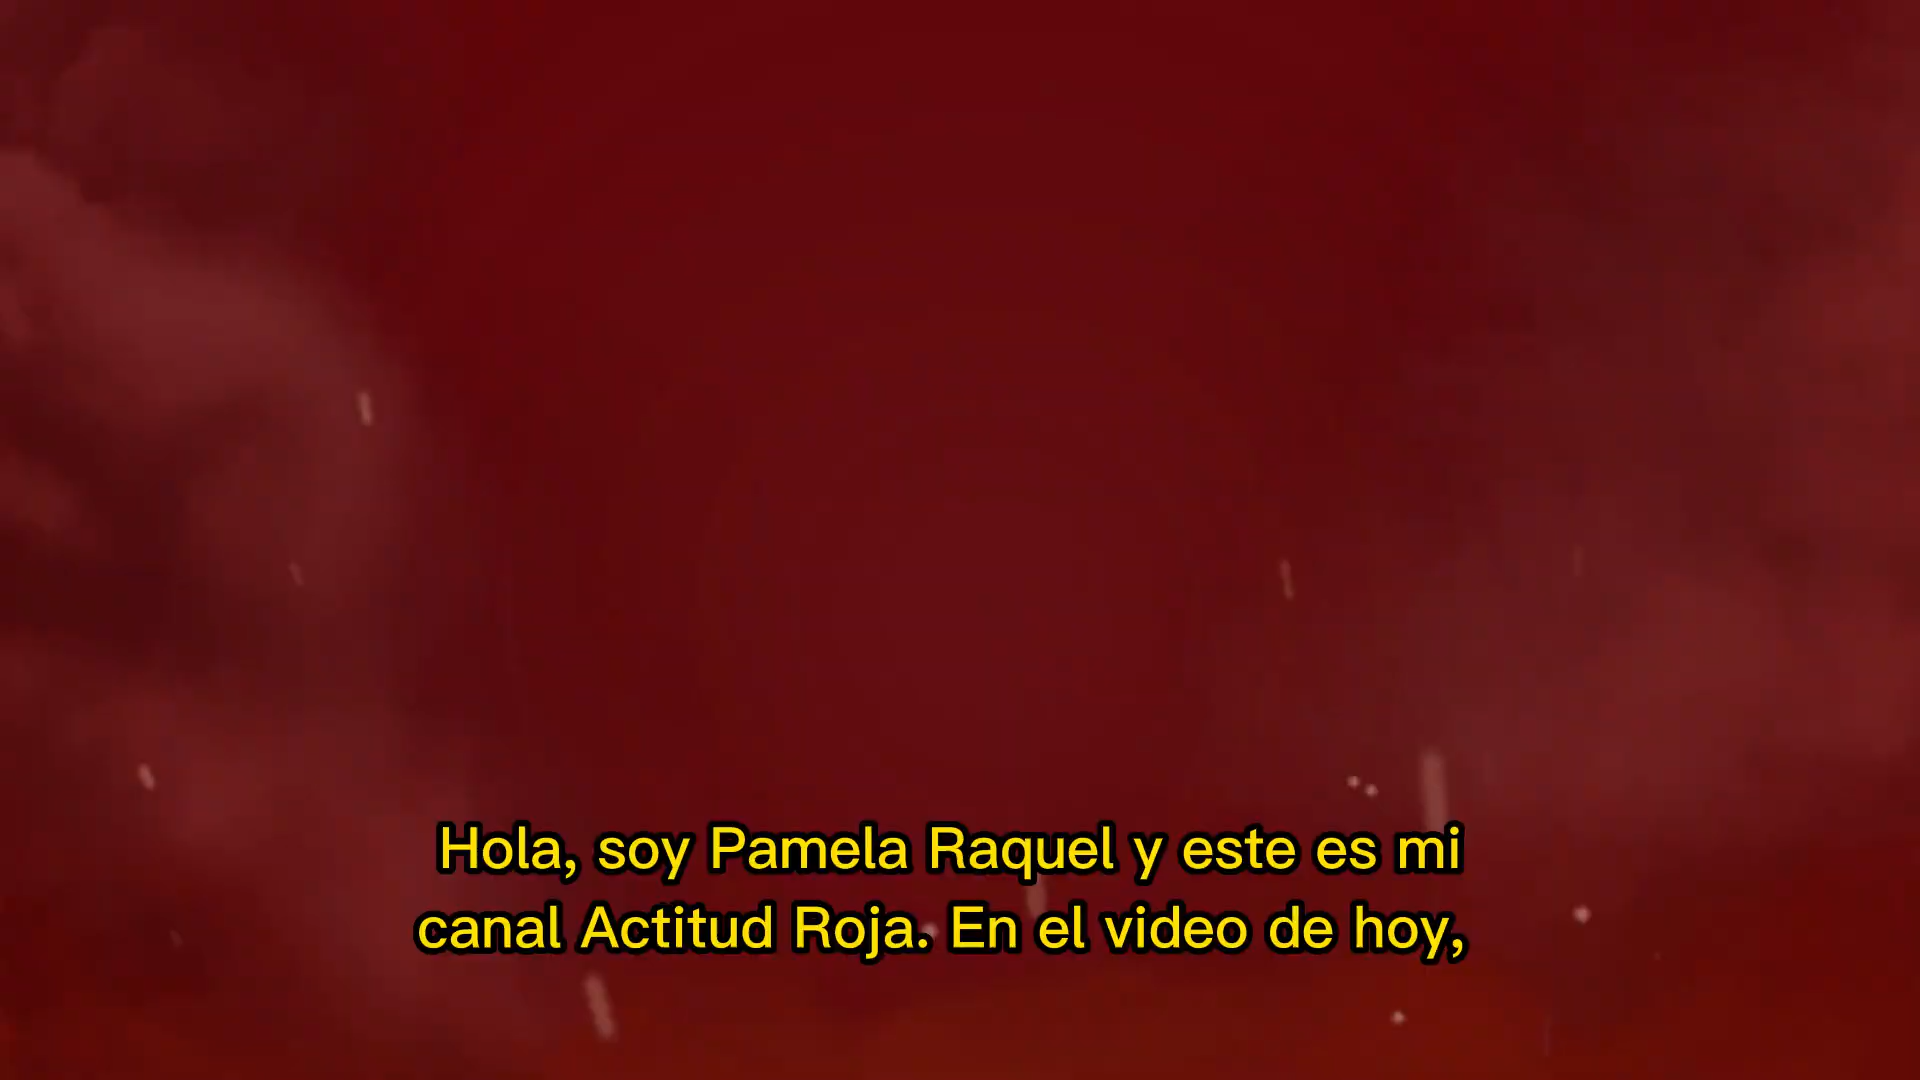 Hola, soy Pamela Raquel y este es mi
canal Actitud Roja. En el video de hoy,